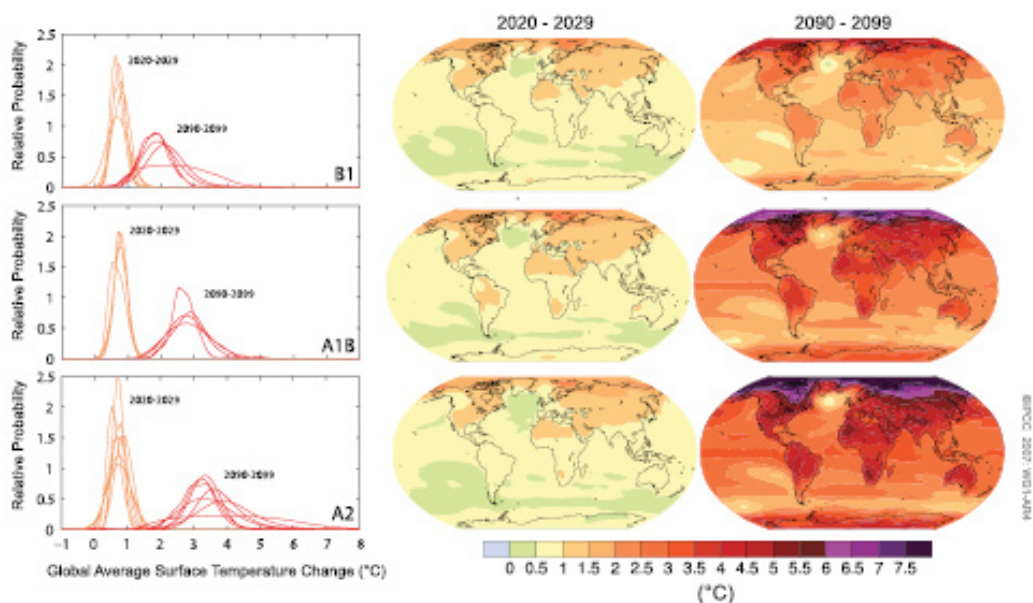 2020 - 2029
2090 - 2099
Relative Probability
2.5
2
1.5
1
0.5
0
2020-2029
2090-2099
B1
Relative Probability
2.5
2
1.5
1
0.5
0
2020-2029
2090-2099
A1B
Relative Probability
2.5
2
1.5
1
0.5
0
2020-2029
2090-2099
A2
−1 0 1 2 3 4 5 6 7 8
Global Average Surface Temperature Change (°C)
0 0.5 1 1.5 2 2.5 3 3.5 4 4.5 5 5.5 6 6.5 7 7.5
(°C)
©IPCC 2007: WG1-AR4